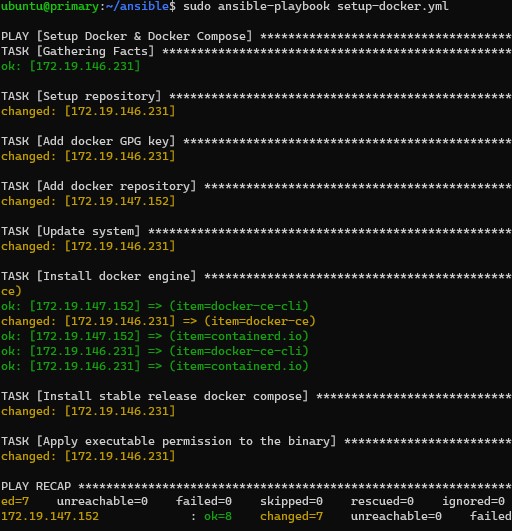 ubuntu@primary:~/ansible$ sudo ansible-playbook setup-docker.yml
PLAY [Setup Docker & Docker Compose] ************************************
TASK [Gathering Facts] **************************************************
ok: [172.19.146.231]
TASK [Setup repository] *************************************************
changed: [172.19.146.231]
TASK [Add docker GPG key] ***********************************************
changed: [172.19.146.231]
TASK [Add docker repository] ********************************************
changed: [172.19.147.152]
TASK [Update system] ****************************************************
changed: [172.19.146.231]
TASK [Install docker engine] ********************************************
ce)
ok: [172.19.147.152] => (item=docker-ce-cli)
changed: [172.19.146.231] => (item=docker-ce)
ok: [172.19.147.152] => (item=containerd.io)
ok: [172.19.146.231] => (item=docker-ce-cli)
ok: [172.19.146.231] => (item=containerd.io)
TASK [Install stable release docker compose] ****************************
changed: [172.19.146.231]
TASK [Apply executable permission to the binary] ************************
changed: [172.19.146.231]
PLAY RECAP **************************************************************
ed=7    unreachable=0    failed=0    skipped=0    rescued=0    ignored=0
172.19.147.152             : ok=8    changed=7    unreachable=0    failed